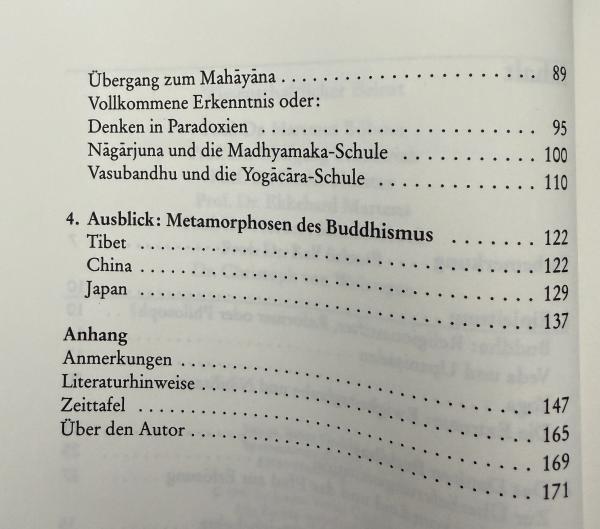 Übergang zum Mahāyāna . . . . . . . . . . . . . . . . . . . . 89
Vollkommene Erkenntnis oder:
Denken in Paradoxien . . . . . . . . . . . . . . . . . . . . . 95
Nāgārjuna und die Madhyamaka-Schule . . . . . . . . 100
Vasubandhu und die Yogācāra-Schule . . . . . . . . . . 110
4. Ausblick: Metamorphosen des Buddhismus . . . . . . . 122
Tibet . . . . . . . . . . . . . . . . . . . . . . . . . . . . . . 122
China . . . . . . . . . . . . . . . . . . . . . . . . . . . . . . 129
Japan . . . . . . . . . . . . . . . . . . . . . . . . . . . . . . 137
Anhang
Anmerkungen . . . . . . . . . . . . . . . . . . . . . . . . . . 147
Literaturhinweise . . . . . . . . . . . . . . . . . . . . . . . 165
Zeittafel . . . . . . . . . . . . . . . . . . . . . . . . . . . . . 169
Über den Autor . . . . . . . . . . . . . . . . . . . . . . . . . 171